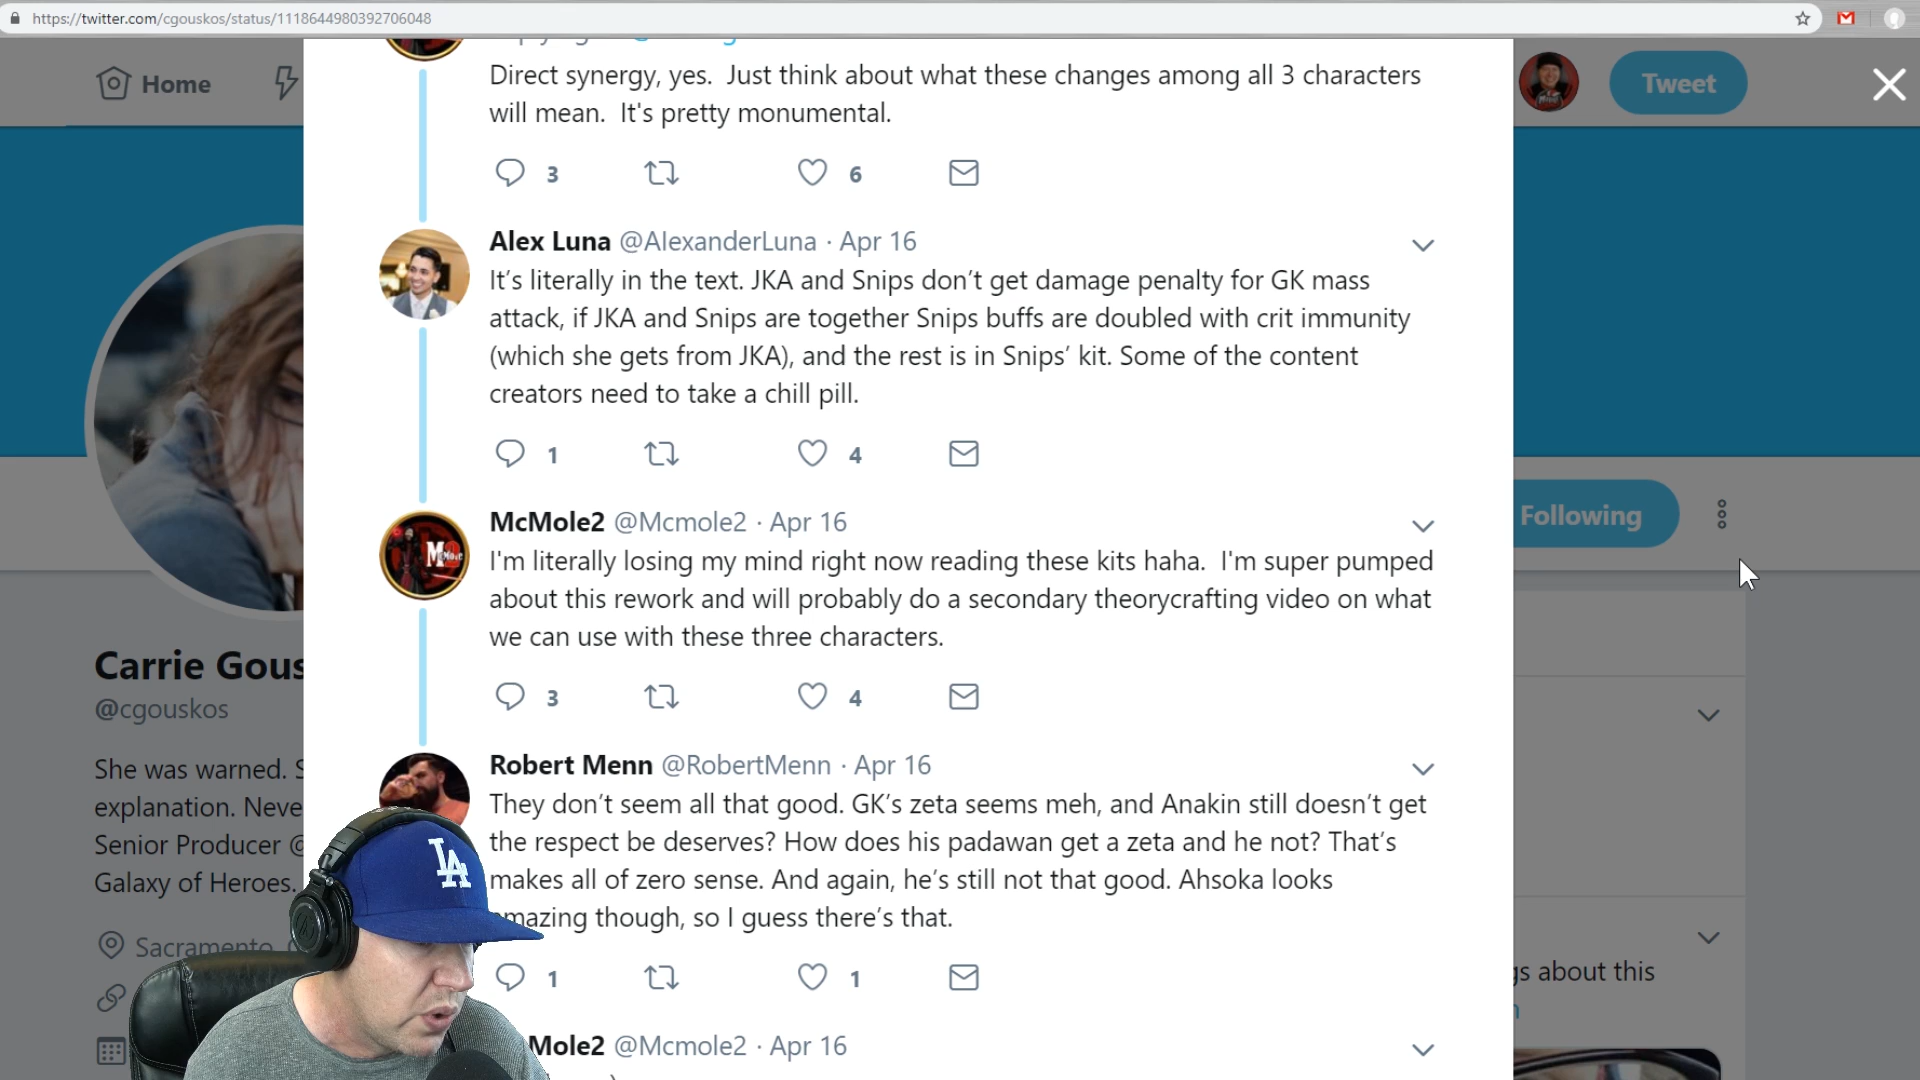 https://twitter.com/cgouskos/status/1118644980392706048
Home
Tweet
Direct synergy, yes.  Just think about what these changes among all 3 characters
will mean.  It's pretty monumental.
3 6
Alex Luna @AlexanderLuna · Apr 16
It’s literally in the text. JKA and Snips don’t get damage penalty for GK mass
attack, if JKA and Snips are together Snips buffs are doubled with crit immunity
(which she gets from JKA), and the rest is in Snips’ kit. Some of the content
creators need to take a chill pill.
1 4
Following
McMole2 @Mcmole2 · Apr 16
I'm literally losing my mind right now reading these kits haha.  I'm super pumped
about this rework and will probably do a secondary theorycrafting video on what
we can use with these three characters.
3 4
Robert Menn @RobertMenn · Apr 16
They don’t seem all that good. GK’s zeta seems meh, and Anakin still doesn’t get
the respect be deserves? How does his padawan get a zeta and he not? That’s
makes all of zero sense. And again, he’s still not that good. Ahsoka looks
amazing though, so I guess there’s that.
1 1
Mole2 @Mcmole2 · Apr 16
Carrie Gous
@cgouskos
She was warned. S
explanation. Neve
Senior Producer @
Galaxy of Heroes.
Sacramento,
gs about this
LA